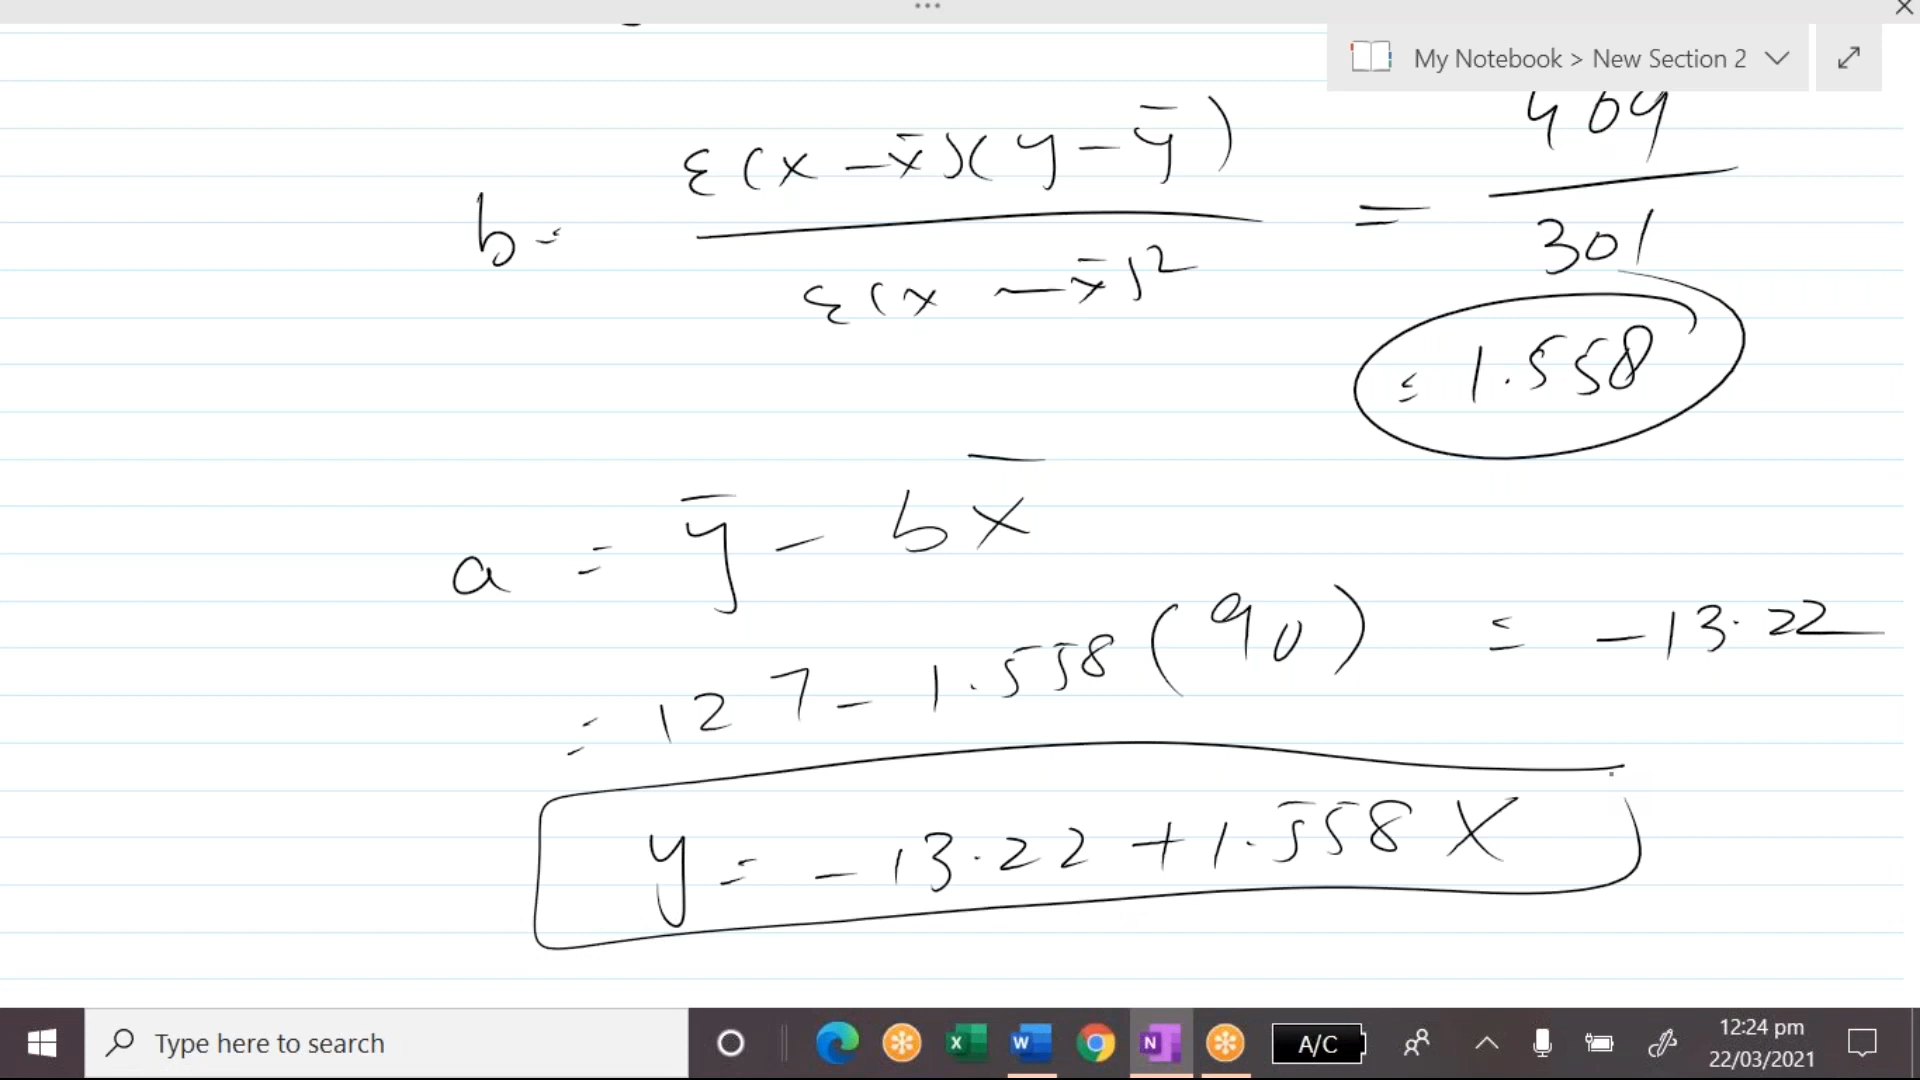 My Notebook > New Section 2
b = Σ(x – x̄)(y – ȳ) / Σ(x – x̄)² = 409 / 301
= 1.558
a = ȳ – bx̄
= 127 – 1.558 (90) = –13.22
y = –13.22 + 1.558 X
Type here to search
A/C
12:24 pm
22/03/2021